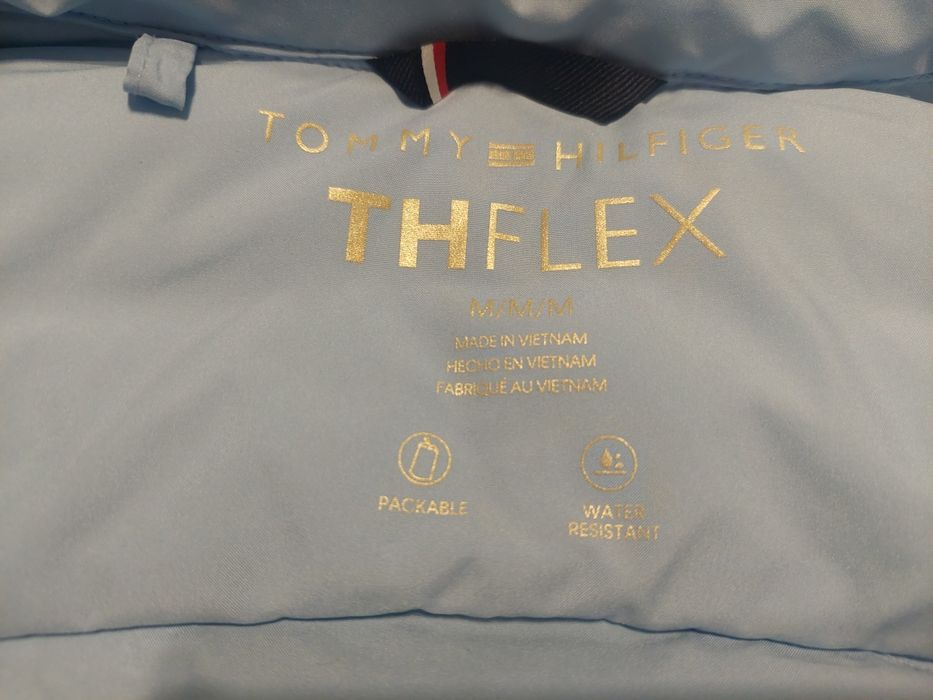 TOMMY HILFIGER
THFLEX
M/M/M
MADE IN VIETNAM
HECHO EN VIETNAM
FABRIQUÉ AU VIETNAM
PACKABLE
WATER
RESISTANT